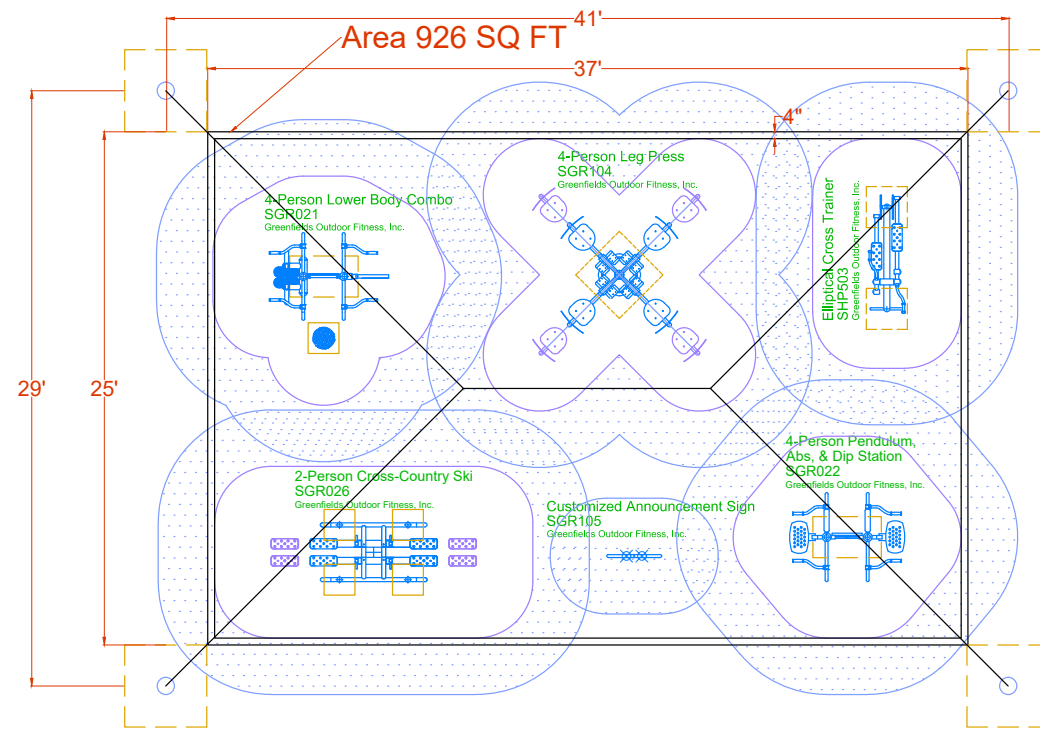 41'
Area 926 SQ FT
37'
4"
4-Person Leg Press
SGR104
Greenfields Outdoor Fitness, Inc.
4-Person Lower Body Combo
SGR021
Greenfields Outdoor Fitness, Inc.
Elliptical Cross Trainer
SHP503
Greenfields Outdoor Fitness, Inc.
29'
25'
4-Person Pendulum,
Abs, & Dip Station
SGR022
Greenfields Outdoor Fitness, Inc.
2-Person Cross-Country Ski
SGR026
Greenfields Outdoor Fitness, Inc.
Customized Announcement Sign
SGR105
Greenfields Outdoor Fitness, Inc.